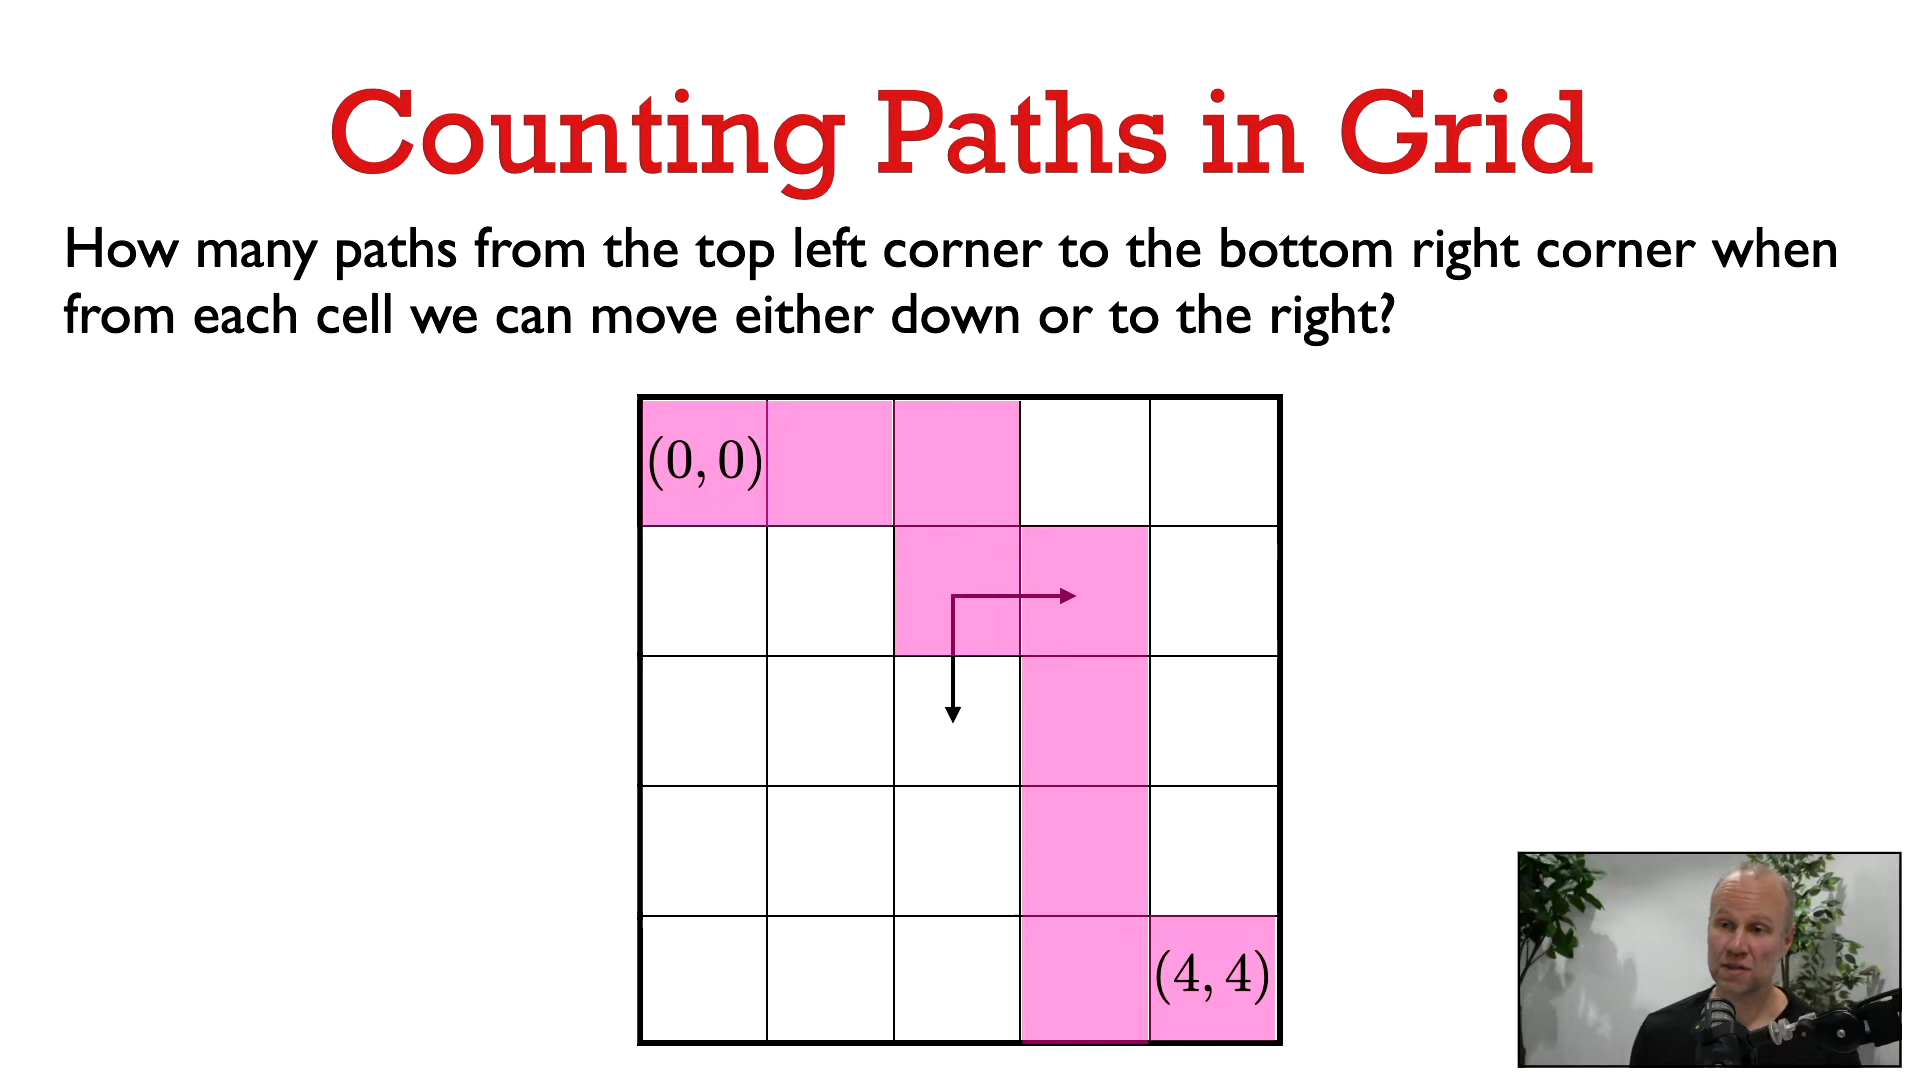 Counting Paths in Grid
How many paths from the top left corner to the bottom right corner when
from each cell we can move either down or to the right?
(0, 0)
(4, 4)